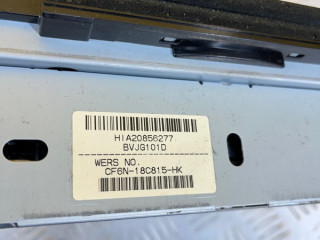 HIA20856277
BVJG101D
WERS NO.
CF6N-18C815-HK